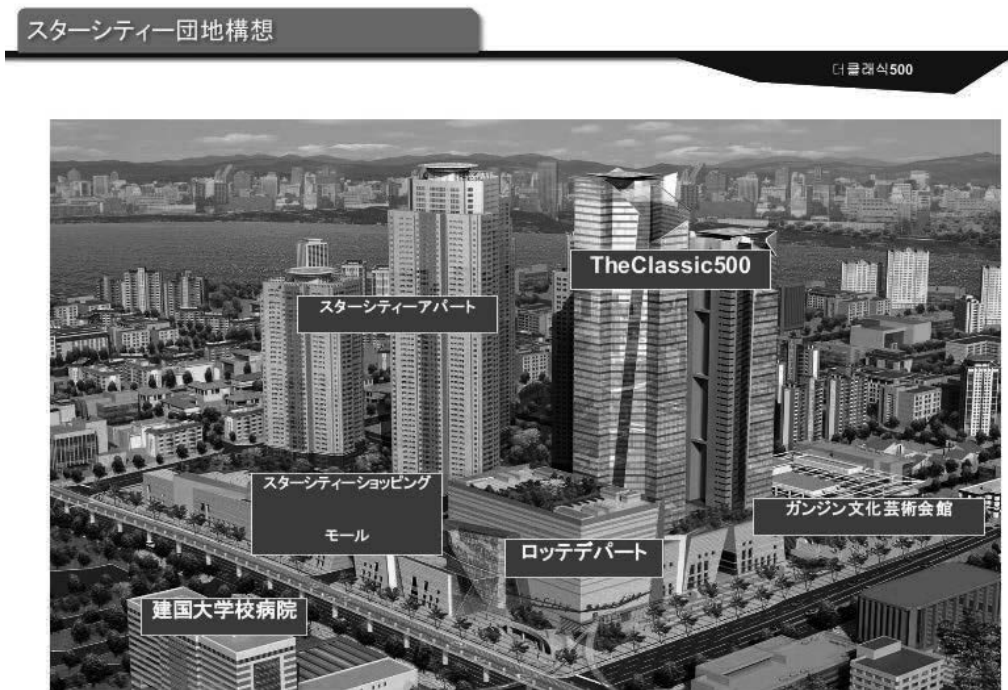 スターシティー団地構想
더클래식500
TheClassic500
スターシティーアパート
スターシティーショッピング
モール
ガンジン文化芸術会館
ロッテデパート
建国大学校病院